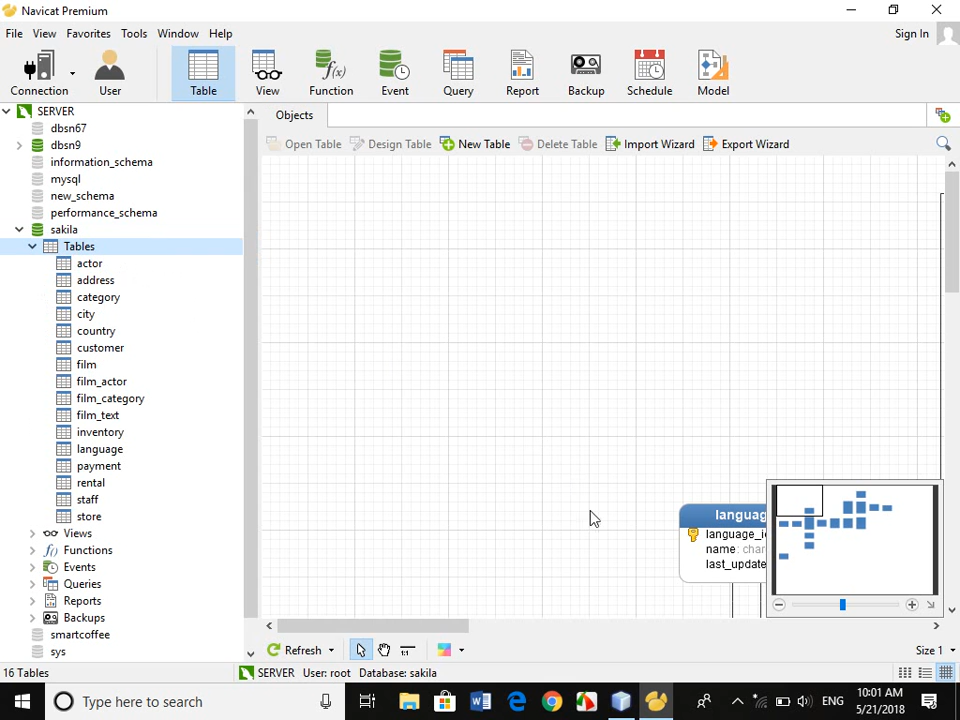 Navicat Premium
File View Favorites Tools Window Help Sign In
Connection User Table View Function Event Query Report Backup Schedule Model
SERVER
dbsn67
dbsn9
information_schema
mysql
new_schema
performance_schema
sakila
Tables
actor
address
category
city
country
customer
film
film_actor
film_category
film_text
inventory
language
payment
rental
staff
store
Views
Functions
Events
Queries
Reports
Backups
smartcoffee
sys
Objects
Open Table Design Table New Table Delete Table Import Wizard Export Wizard
languag
language_i
name: char
last_update
Refresh Size 1
16 Tables SERVER User: root Database: sakila
Type here to search ENG 10:01 AM
5/21/2018